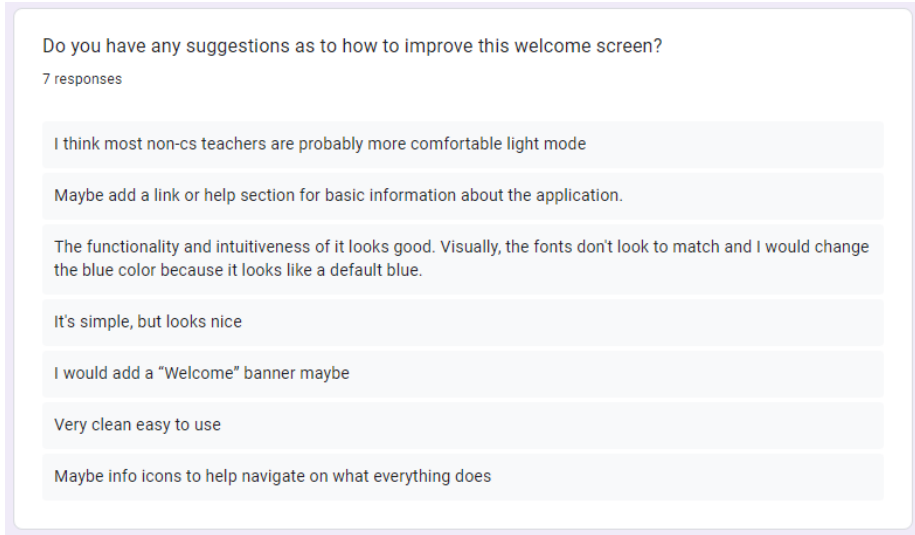 Do you have any suggestions as to how to improve this welcome screen?
7 responses
I think most non-cs teachers are probably more comfortable light mode
Maybe add a link or help section for basic information about the application.
The functionality and intuitiveness of it looks good. Visually, the fonts don't look to match and I would change
the blue color because it looks like a default blue.
It's simple, but looks nice
I would add a “Welcome” banner maybe
Very clean easy to use
Maybe info icons to help navigate on what everything does